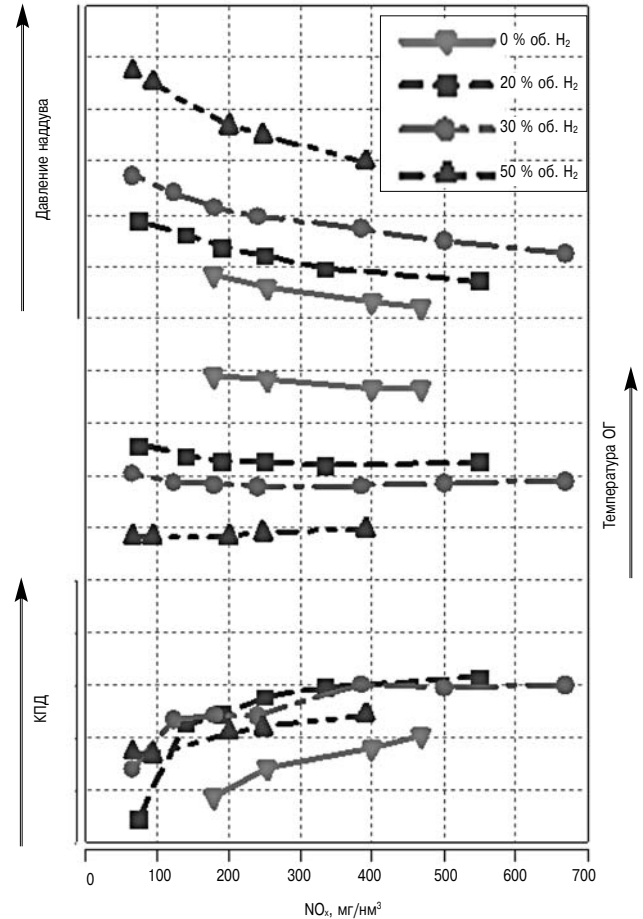 0 % об. H₂
20 % об. H₂
30 % об. H₂
50 % об. H₂
Давление наддува
Температура ОГ
КПД
0 100 200 300 400 500 600 700
NOₓ, мг/нм³